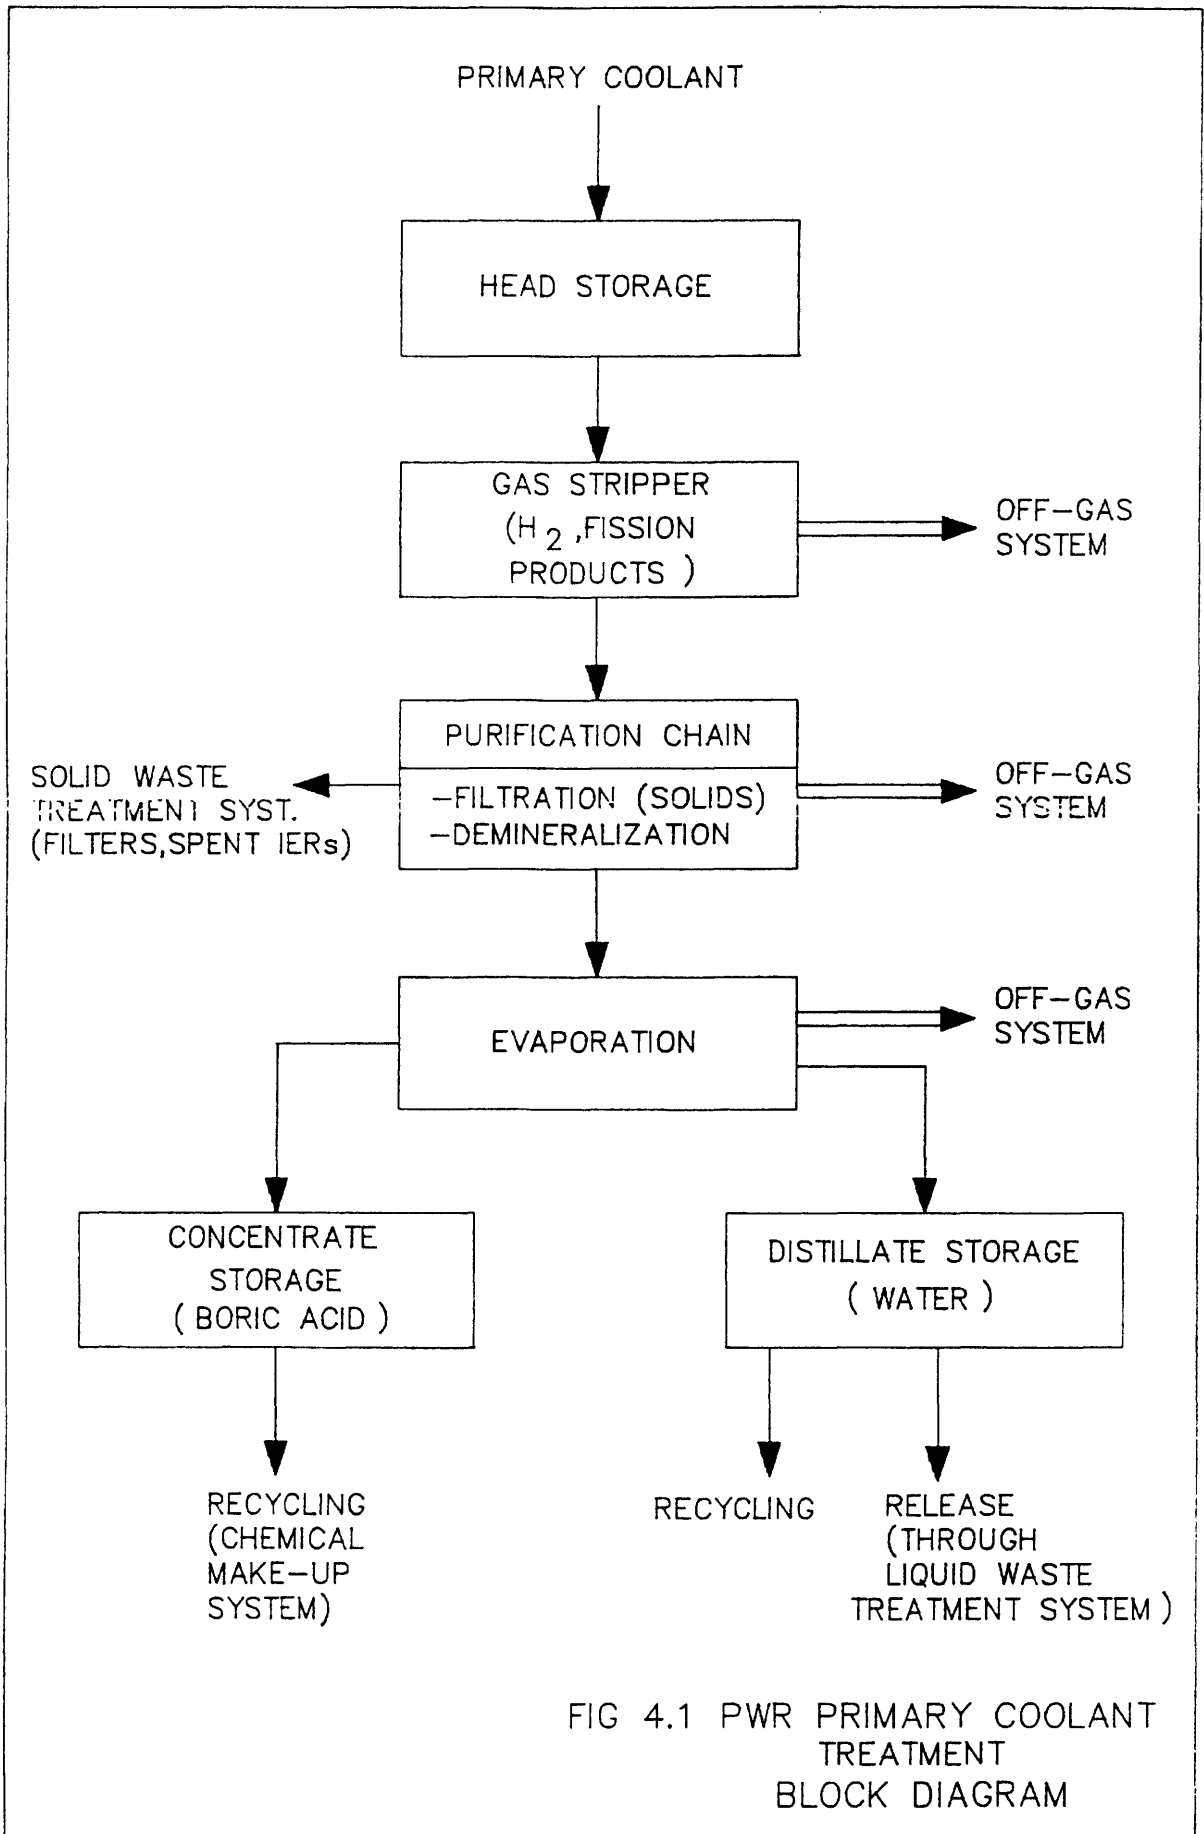 PRIMARY COOLANT
HEAD STORAGE
GAS STRIPPER
(H2,FISSION
PRODUCTS )
OFF-GAS
SYSTEM
PURIFICATION CHAIN
-FILTRATION (SOLIDS)
-DEMINERALIZATION
SOLID WASTE
TREATMENT SYST.
(FILTERS,SPENT IERs)
OFF-GAS
SYSTEM
EVAPORATION
OFF-GAS
SYSTEM
CONCENTRATE
STORAGE
( BORIC ACID )
DISTILLATE STORAGE
( WATER )
RECYCLING
(CHEMICAL
MAKE-UP
SYSTEM)
RECYCLING
RELEASE
(THROUGH
LIQUID WASTE
TREATMENT SYSTEM )
FIG 4.1 PWR PRIMARY COOLANT
TREATMENT
BLOCK DIAGRAM